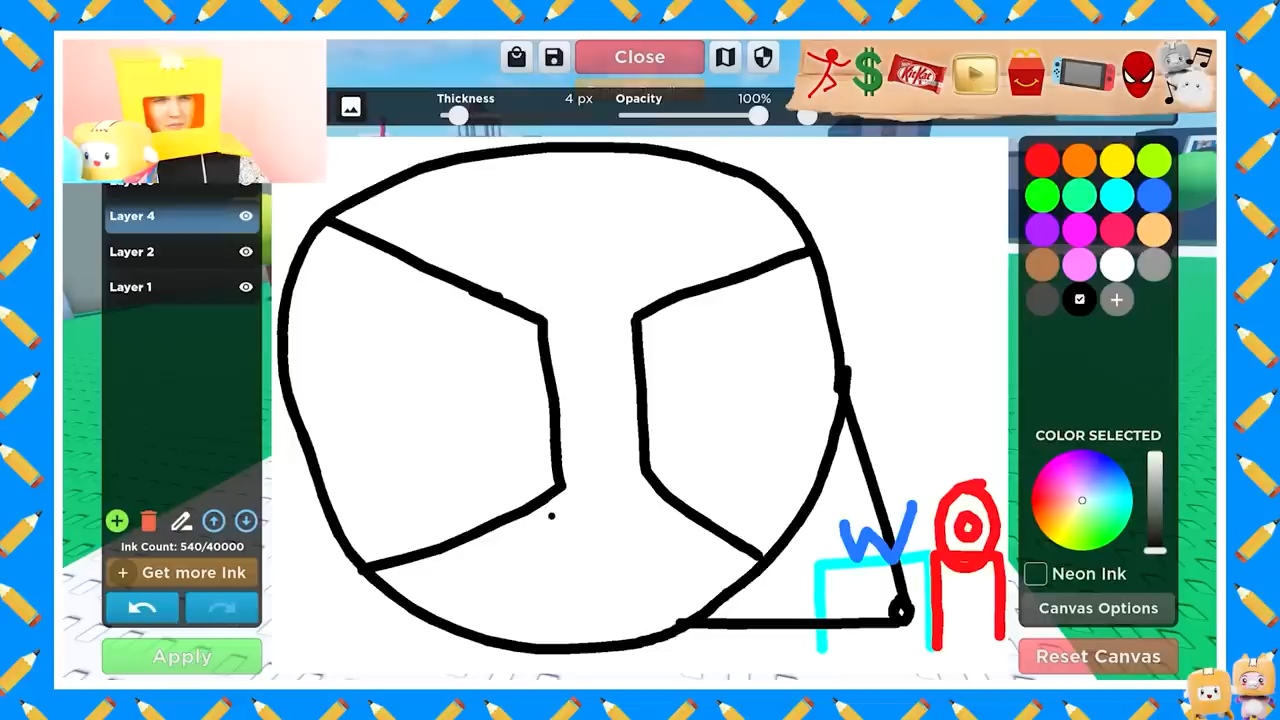 Close
Thickness
4 px
Opacity
100%
KitKat
Layer 4
Layer 2
Layer 1
COLOR SELECTED
W
Ink Count: 540/40000
+ Get more Ink
Neon Ink
Canvas Options
Apply
Reset Canvas